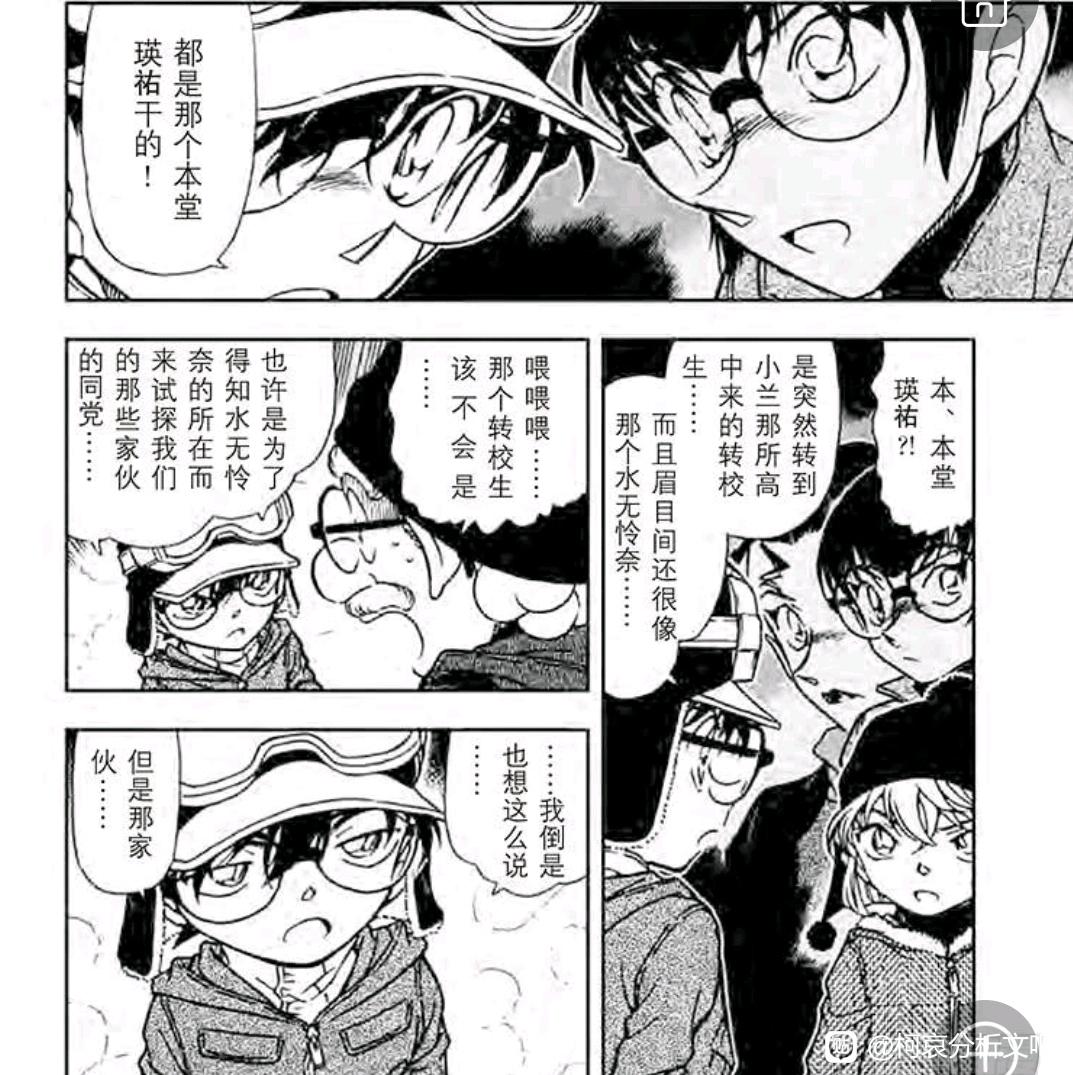 都是那个本堂
瑛祐干的！
本、本堂
瑛祐?!
是突然转到
小兰那所高
中来的转校
生……
而且眉目间还很像
那个水无怜奈……
喂喂喂……
那个转校生
该不会是
……
也许是为了
得知水无怜
奈的所在而
来试探我们
的那些家伙
的同党……
……我倒是
也想这么说
……
但是那家
伙……
@柯哀分析文